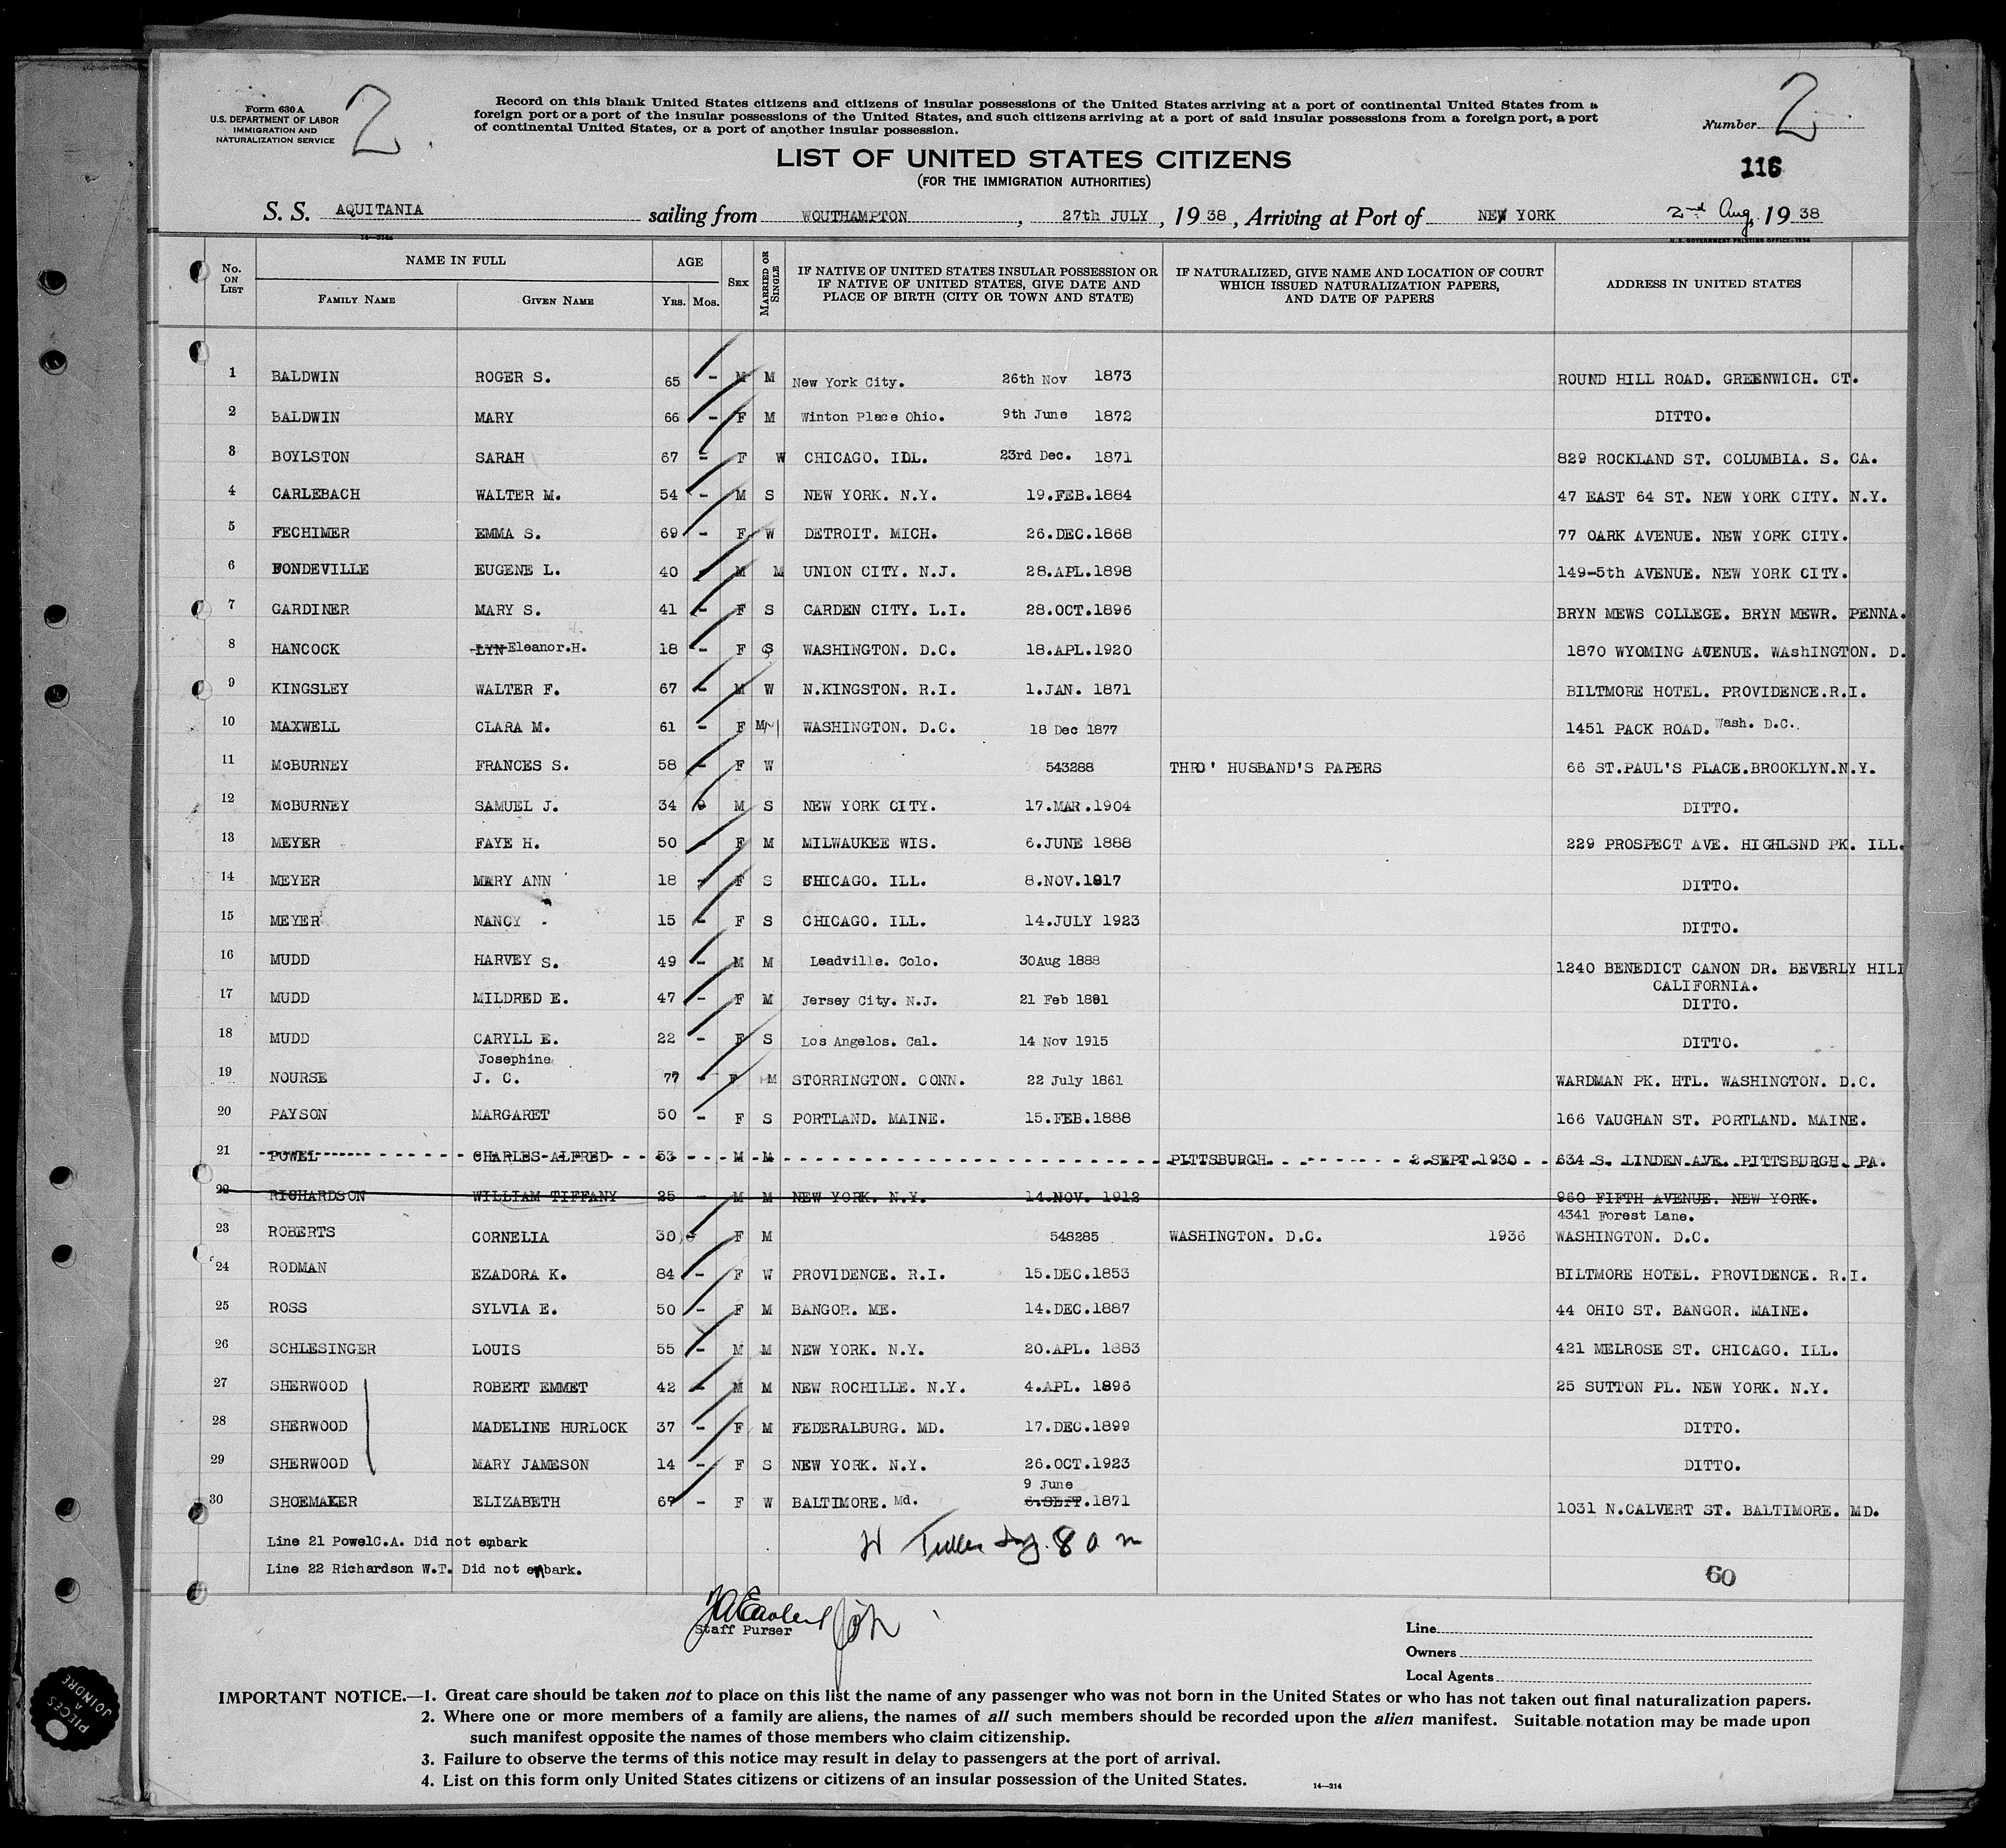 Form 630 A
U.S. DEPARTMENT OF LABOR
IMMIGRATION AND
NATURALIZATION SERVICE
2.
Record on this blank United States citizens and citizens of insular possessions of the United States arriving at a port of continental United States from a
foreign port or a port of the insular possessions of the United States, and such citizens arriving at a port of said insular possessions from a foreign port, a port
of continental United States, or a port of another insular possession.
Number 2
LIST OF UNITED STATES CITIZENS
116
(FOR THE IMMIGRATION AUTHORITIES)
S. S. AQUITANIA sailing from WOUTHAMPTON, 27th JULY, 1938, Arriving at Port of NEW YORK 2nd Aug, 1938
14—214a
U.S. GOVERNMENT PRINTING OFFICE: 1934
No. ON LIST NAME IN FULL AGE SEX MARRIED OR SINGLE IF NATIVE OF UNITED STATES INSULAR POSSESSION OR IF NATIVE OF UNITED STATES, GIVE DATE AND PLACE OF BIRTH (CITY OR TOWN AND STATE) IF NATURALIZED, GIVE NAME AND LOCATION OF COURT WHICH ISSUED NATURALIZATION PAPERS, AND DATE OF PAPERS ADDRESS IN UNITED STATES
FAMILY NAME GIVEN NAME YRS. MOS.
1 BALDWIN ROGER S. 65 - M M New York City. 26th Nov 1873 ROUND HILL ROAD. GREENWICH. CT.
2 BALDWIN MARY 66 - F M Winton Place Ohio. 9th June 1872 DITTO.
3 BOYLSTON SARAH 67 - F W CHICAGO. ILL. 23rd Dec. 1871 829 ROCKLAND ST. COLUMBIA. S. CA.
4 CARLEBACH WALTER M. 54 - M S NEW YORK. N.Y. 19.FEB.1884 47 EAST 64 ST. NEW YORK CITY. N.Y.
5 FECHIMER EMMA S. 69 - F W DETROIT. MICH. 26.DEC.1868 77 OARK AVENUE. NEW YORK CITY.
6 FONDEVILLE EUGENE L. 40 - M M UNION CITY. N.J. 28.APL.1898 149-5th AVENUE. NEW YORK CITY.
7 GARDINER MARY S. 41 - F S GARDEN CITY. L.I. 28.OCT.1896 BRYN MEWS COLLEGE. BRYN MEWR. PENNA.
8 HANCOCK LYN Eleanor.H. 18 - F S WASHINGTON. D.C. 18.APL.1920 1870 WYOMING AVENUE. WAshINGTON. D.
9 KINGSLEY WALTER F. 67 - M W N.KINGSTON. R.I. 1.JAN. 1871 BILTMORE HOTEL. PROVIDENCE.R.I.
10 MAXWELL CLARA M. 61 - F M WASHINGTON. D.C. 18 Dec 1877 1451 PACK ROAD. Wash. D.C.
11 McBURNEY FRANCES S. 58 - F W 543288 THRO' HUSBAND'S PAPERS 66 ST.PAUL'S PLACE.BROOKLYN.N.Y.
12 McBURNEY SAMUEL J. 34 9 M S NEW YORK CITY. 17.MAR.1904 DITTO.
13 MEYER FAYE H. 50 - F M MILWAUKEE WIS. 6.JUNE 1888 229 PROSPECT AVE. HIGHLSND PK. ILL.
14 MEYER MARY ANN 18 - F S CHICAGO. ILL. 8.NOV.1917 DITTO.
15 MEYER NANCY - 15 - F S CHICAGO. ILL. 14.JULY 1923 DITTO.
16 MUDD HARVEY S. 49 - M M Leadville. Colo. 30Aug 1888 1240 BENEDICT CANON DR. BEVERLY HILL
CALIFORNIA.
17 MUDD MILDRED E. 47 - F M Jersey City. N.J. 21 Feb 1891 DITTO.
18 MUDD CARYLL E. 22 - F S Los Angelos. Cal. 14 Nov 1915 DITTO.
Josephine
19 NOURSE J. C. 77 - F M STORRINGTON. CONN. 22 July 1861 WARDMAN PK. HTL. WASHINGTON. D.C.
20 PAYSON MARGARET 50 - F S PORTLAND. MAINE. 15.FEB.1888 166 VAUGHAN ST. PORTLAND. MAINE.
21 POWEL CHARLES ALFRED 53 - M M PITTSBURGH. 2.SEPT.1930 634 S. LINDEN AVE. PITTSBURGH. PA.
22 RICHARDSON WILLIAM TIFFANY 25 - M M NEW YORK. N.Y. 14.NOV. 1912 960 FIFTH AVENUE. NEW YORK.
4341 Forest Lane.
23 ROBERTS CORNELIA 30 F M 548285 WASHINGTON. D.C. 1936 WASHINGTON. D.C.
24 RODMAN EZADORA K. 84 - F W PROVIDENCE. R.I. 15.DEC.1853 BILTMORE HOTEL. PROVIDENCE. R.I.
25 ROSS SYLVIA E. 50 - F M BANGOR. ME. 14.DEC.1887 44 OHIO ST. BANGOR. MAINE.
26 SCHLESINGER LOUIS 55 - M M NEW YORK. N.Y. 20.APL. 1883 421 MELROSE ST. CHICAGO. ILL.
27 SHERWOOD ROBERT EMMET 42 - M M NEW ROCHILLE. N.Y. 4.APL. 1896 25 SUTTON PL. NEW YORK. N.Y.
28 SHERWOOD MADELINE HURLOCK 37 - F M FEDERALBURG. MD. 17.DEC.1899 DITTO.
29 SHERWOOD MARY JAMESON 14 - F S NEW YORK. N.Y. 26.OCT.1923 DITTO.
9 June
30 SHOEMAKER ELIZABETH 67 - F W BALTIMORE. Md. 6.SEPT.1871 1031 N.CALVERT ST. BALTIMORE. MD.
Line 21 PowelC.A. Did not embark
8 a m
Line 22 Richardson W.T. Did not embark.
60
Staff Purser
Line
Owners
Local Agents
IMPORTANT NOTICE.—1. Great care should be taken not to place on this list the name of any passenger who was not born in the United States or who has not taken out final naturalization papers.
2. Where one or more members of a family are aliens, the names of all such members should be recorded upon the alien manifest. Suitable notation may be made upon
such manifest opposite the names of those members who claim citizenship.
3. Failure to observe the terms of this notice may result in delay to passengers at the port of arrival.
4. List on this form only United States citizens or citizens of an insular possession of the United States.
14—214
PIECES
A
JOINDRE